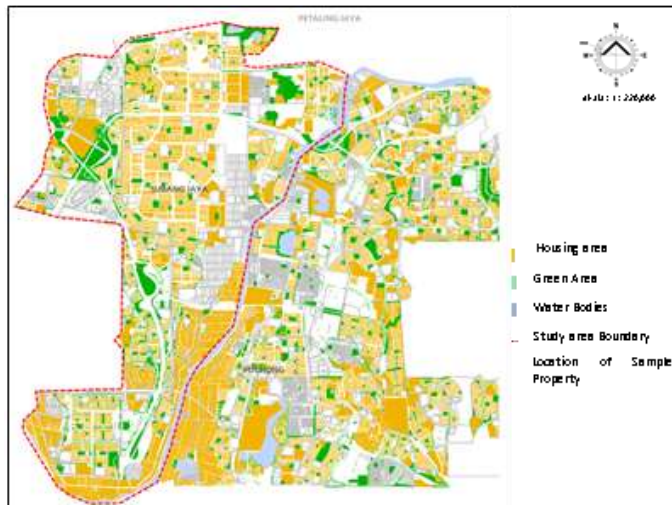 PETALING JAYA
SUBANG JAYA
PUCHONG
N
Housing area
Green Area
Water Bodies
Study area Boundary
Location of Sample
Property